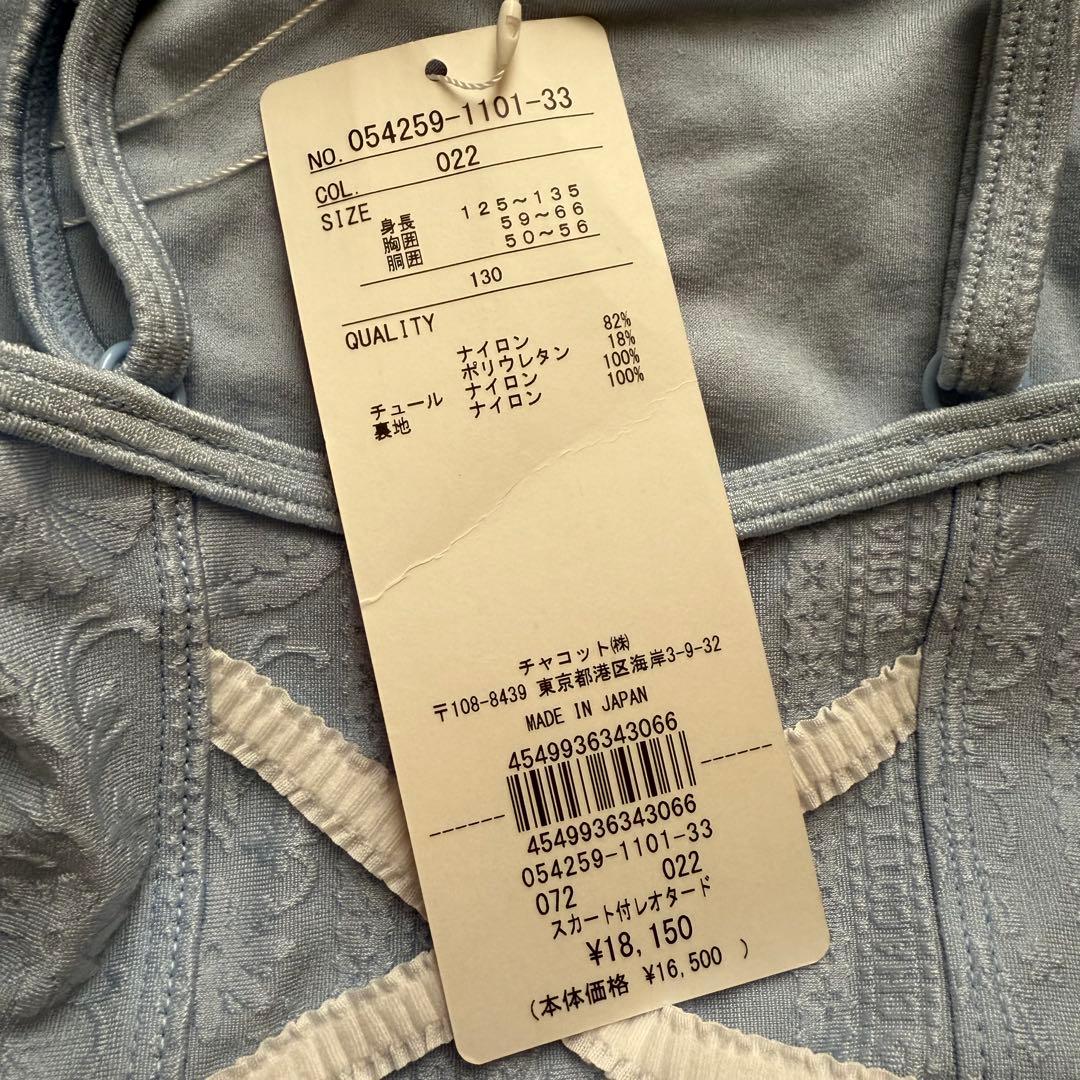 NO. 054259-1101-33
COL. 022
SIZE 身長 125~135
胸囲 59~66
胴囲 50~56
130
QUALITY
ナイロン 82%
ポリウレタン 18%
チュール ナイロン 100%
裏地 ナイロン 100%
チャコット㈱
〒108-8439 東京都港区海岸3-9-32
MADE IN JAPAN
4549936343066
4549936343066
054259-1101-33
072 022
スカート付レオタード
¥18,150
(本体価格 ¥16,500 )